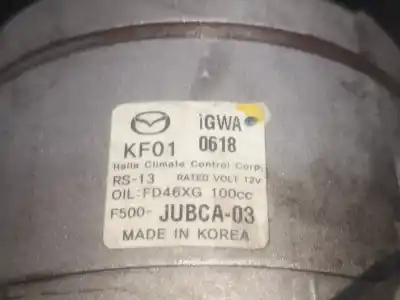 iGWA
KF01 0618
Halla Climate Control Corp.
RS-13 RATED VOLT 12v
OIL:FD46XG 100cc
F500- JUBCA-03
MADE IN KOREA